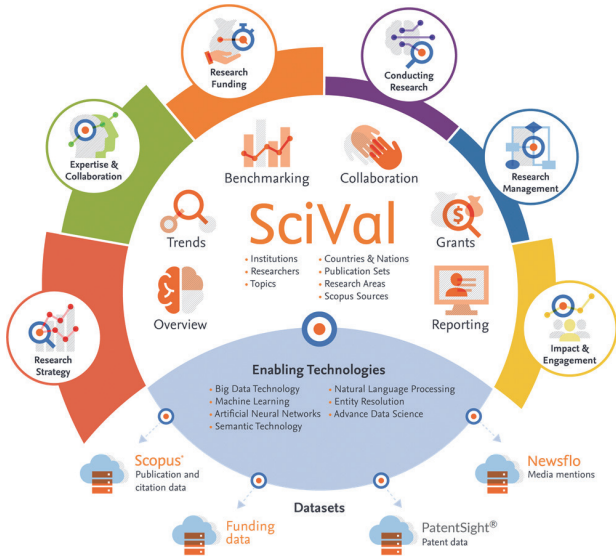 Research
Funding
Conducting
Research
Expertise &
Collaboration
Research
Management
Benchmarking
Collaboration
Trends
SciVal
Grants
• Institutions
• Researchers
• Topics
• Countries & Nations
• Publication Sets
• Research Areas
• Scopus Sources
Overview
Reporting
Research
Strategy
Impact &
Engagement
Enabling Technologies
• Big Data Technology
• Machine Learning
• Artificial Neural Networks
• Semantic Technology
• Natural Language Processing
• Entity Resolution
• Advance Data Science
Scopus®
Publication and
citation data
Newsflo
Media mentions
Datasets
Funding
data
PatentSight®
Patent data